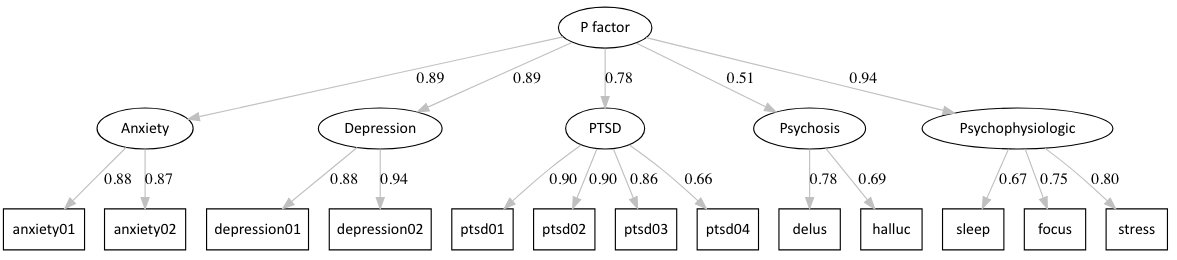 P factor
0.89 0.89 0.78 0.51 0.94
Anxiety Depression PTSD Psychosis Psychophysiologic
0.88 0.87 0.88 0.94 0.90 0.90 0.86 0.66 0.78 0.69 0.67 0.75 0.80
anxiety01 anxiety02 depression01 depression02 ptsd01 ptsd02 ptsd03 ptsd04 delus halluc sleep focus stress